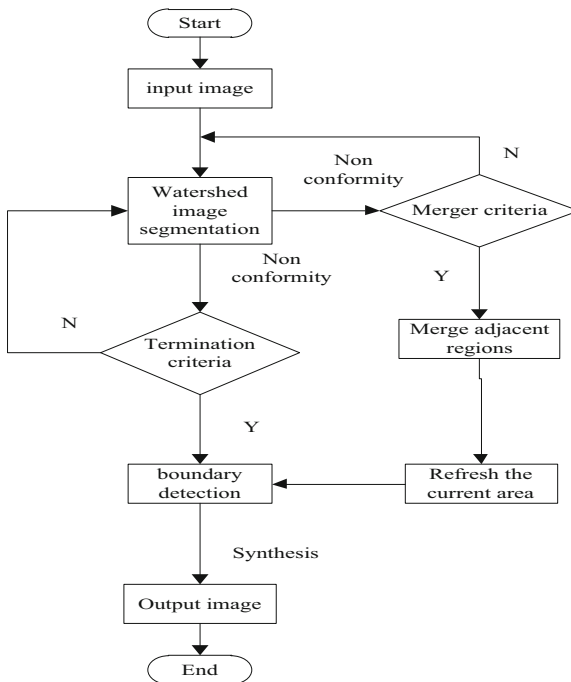 Start
input image
N
Non
conformity
Watershed
image
segmentation
Merger criteria
Non
conformity
Y
N
Termination
criteria
Merge adjacent
regions
Y
boundary
detection
Refresh the
current area
Synthesis
Output image
End